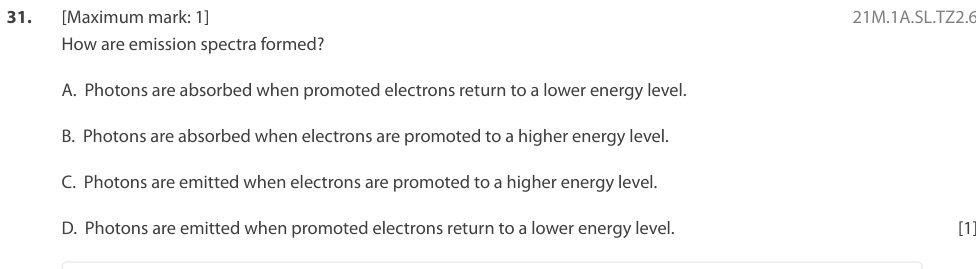 31. [Maximum mark: 1] 21M.1A.SL.TZ2.6
How are emission spectra formed?
A. Photons are absorbed when promoted electrons return to a lower energy level.
B. Photons are absorbed when electrons are promoted to a higher energy level.
C. Photons are emitted when electrons are promoted to a higher energy level.
D. Photons are emitted when promoted electrons return to a lower energy level. [1]